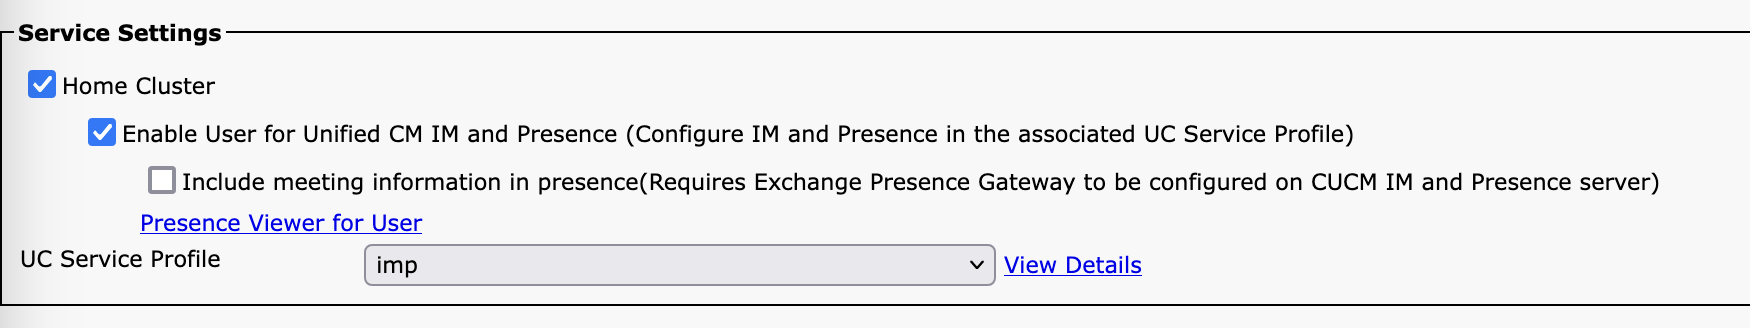 Service Settings
Home Cluster
Enable User for Unified CM IM and Presence (Configure IM and Presence in the associated UC Service Profile)
Include meeting information in presence(Requires Exchange Presence Gateway to be configured on CUCM IM and Presence server)
Presence Viewer for User
UC Service Profile imp View Details